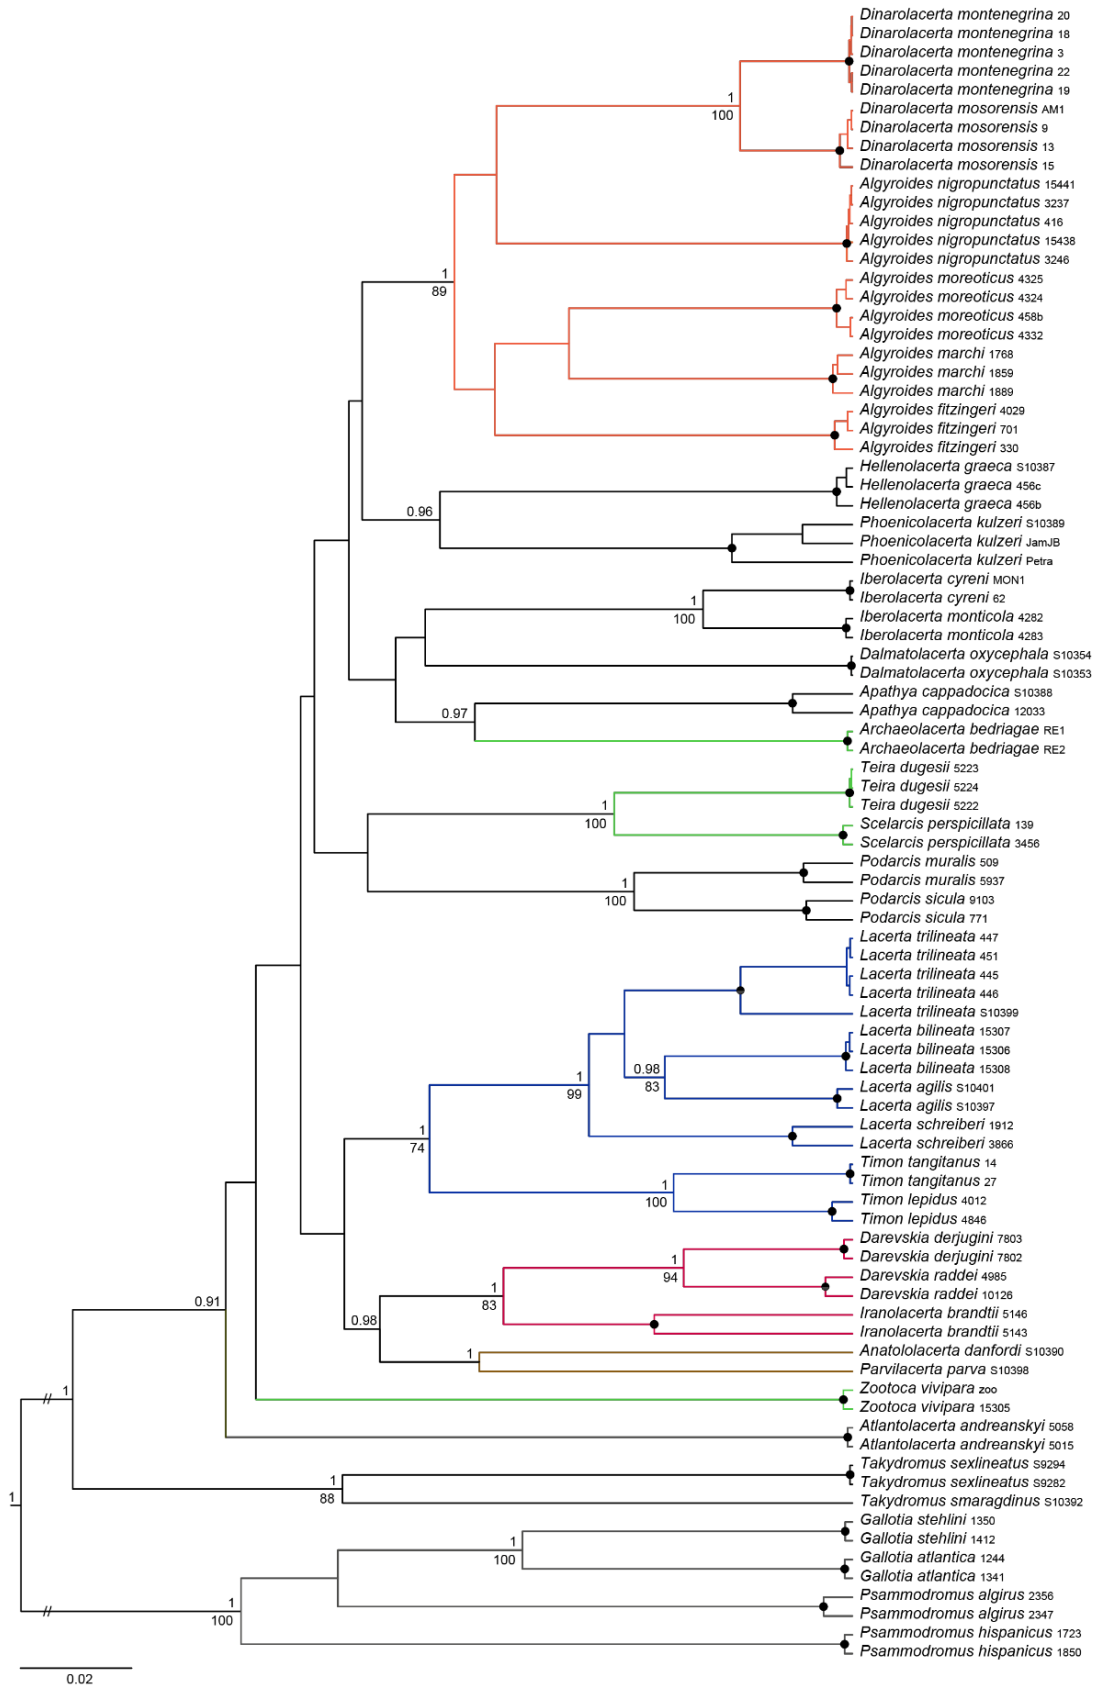 Dinarolacerta montenegrina 20
Dinarolacerta montenegrina 18
Dinarolacerta montenegrina 3
Dinarolacerta montenegrina 22
Dinarolacerta montenegrina 19
1
100
Dinarolacerta mosorensis AM1
Dinarolacerta mosorensis 9
Dinarolacerta mosorensis 13
Dinarolacerta mosorensis 15
Algyroides nigropunctatus 15441
Algyroides nigropunctatus 3237
Algyroides nigropunctatus 416
Algyroides nigropunctatus 15438
Algyroides nigropunctatus 3246
1
89
Algyroides moreoticus 4325
Algyroides moreoticus 4324
Algyroides moreoticus 458b
Algyroides moreoticus 4332
Algyroides marchi 1768
Algyroides marchi 1859
Algyroides marchi 1889
Algyroides fitzingeri 4029
Algyroides fitzingeri 701
Algyroides fitzingeri 330
Hellenolacerta graeca S10387
Hellenolacerta graeca 456c
Hellenolacerta graeca 456b
0.96
Phoenicolacerta kulzeri S10389
Phoenicolacerta kulzeri JamJB
Phoenicolacerta kulzeri Petra
Iberolacerta cyreni MON1
Iberolacerta cyreni 62
1
100
Iberolacerta monticola 4282
Iberolacerta monticola 4283
Dalmatolacerta oxycephala S10354
Dalmatolacerta oxycephala S10353
Apathya cappadocica S10388
Apathya cappadocica 12033
0.97
Archaeolacerta bedriagae RE1
Archaeolacerta bedriagae RE2
Teira dugesii 5223
Teira dugesii 5224
Teira dugesii 5222
1
100
Scelarcis perspicillata 139
Scelarcis perspicillata 3456
Podarcis muralis 509
Podarcis muralis 5937
1
100
Podarcis sicula 9103
Podarcis sicula 771
Lacerta trilineata 447
Lacerta trilineata 451
Lacerta trilineata 445
Lacerta trilineata 446
Lacerta trilineata S10399
Lacerta bilineata 15307
Lacerta bilineata 15306
Lacerta bilineata 15308
0.98
83
1
99
Lacerta agilis S10401
Lacerta agilis S10397
Lacerta schreiberi 1912
Lacerta schreiberi 3866
1
74
Timon tangitanus 14
Timon tangitanus 27
1
100
Timon lepidus 4012
Timon lepidus 4846
Darevskia derjugini 7803
Darevskia derjugini 7802
1
94
Darevskia raddei 4985
Darevskia raddei 10126
1
83
Iranolacerta brandtii 5146
Iranolacerta brandtii 5143
0.98
0.91
Anatololacerta danfordi S10390
1
Parvilacerta parva S10398
Zootoca vivipara zoo
Zootoca vivipara 15305
1
Atlantolacerta andreanskyi 5058
Atlantolacerta andreanskyi 5015
Takydromus sexlineatus S9294
Takydromus sexlineatus S9282
1
88
Takydromus smaragdinus S10392
1
Gallotia stehlini 1350
Gallotia stehlini 1412
1
100
Gallotia atlantica 1244
Gallotia atlantica 1341
Psammodromus algirus 2356
Psammodromus algirus 2347
1
100
Psammodromus hispanicus 1723
Psammodromus hispanicus 1850
0.02